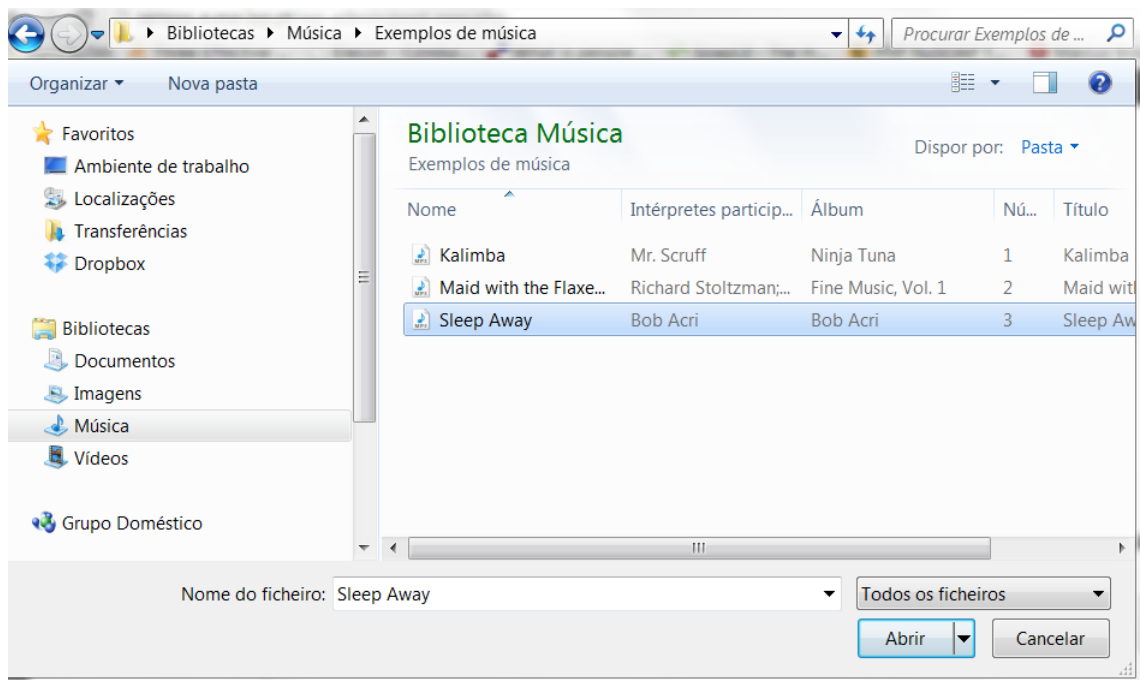 Bibliotecas Música Exemplos de música Procurar Exemplos de ...
Organizar Nova pasta
Favoritos
Ambiente de trabalho
Localizações
Transferências
Dropbox
Bibliotecas
Documentos
Imagens
Música
Vídeos
Grupo Doméstico
Biblioteca Música
Exemplos de música
Dispor por: Pasta
Nome Intérpretes particip... Álbum Nú... Título
Kalimba Mr. Scruff Ninja Tuna 1 Kalimba
Maid with the Flaxe... Richard Stoltzman;... Fine Music, Vol. 1 2 Maid with
Sleep Away Bob Acri Bob Acri 3 Sleep Aw
Nome do ficheiro: Sleep Away Todos os ficheiros
Abrir Cancelar